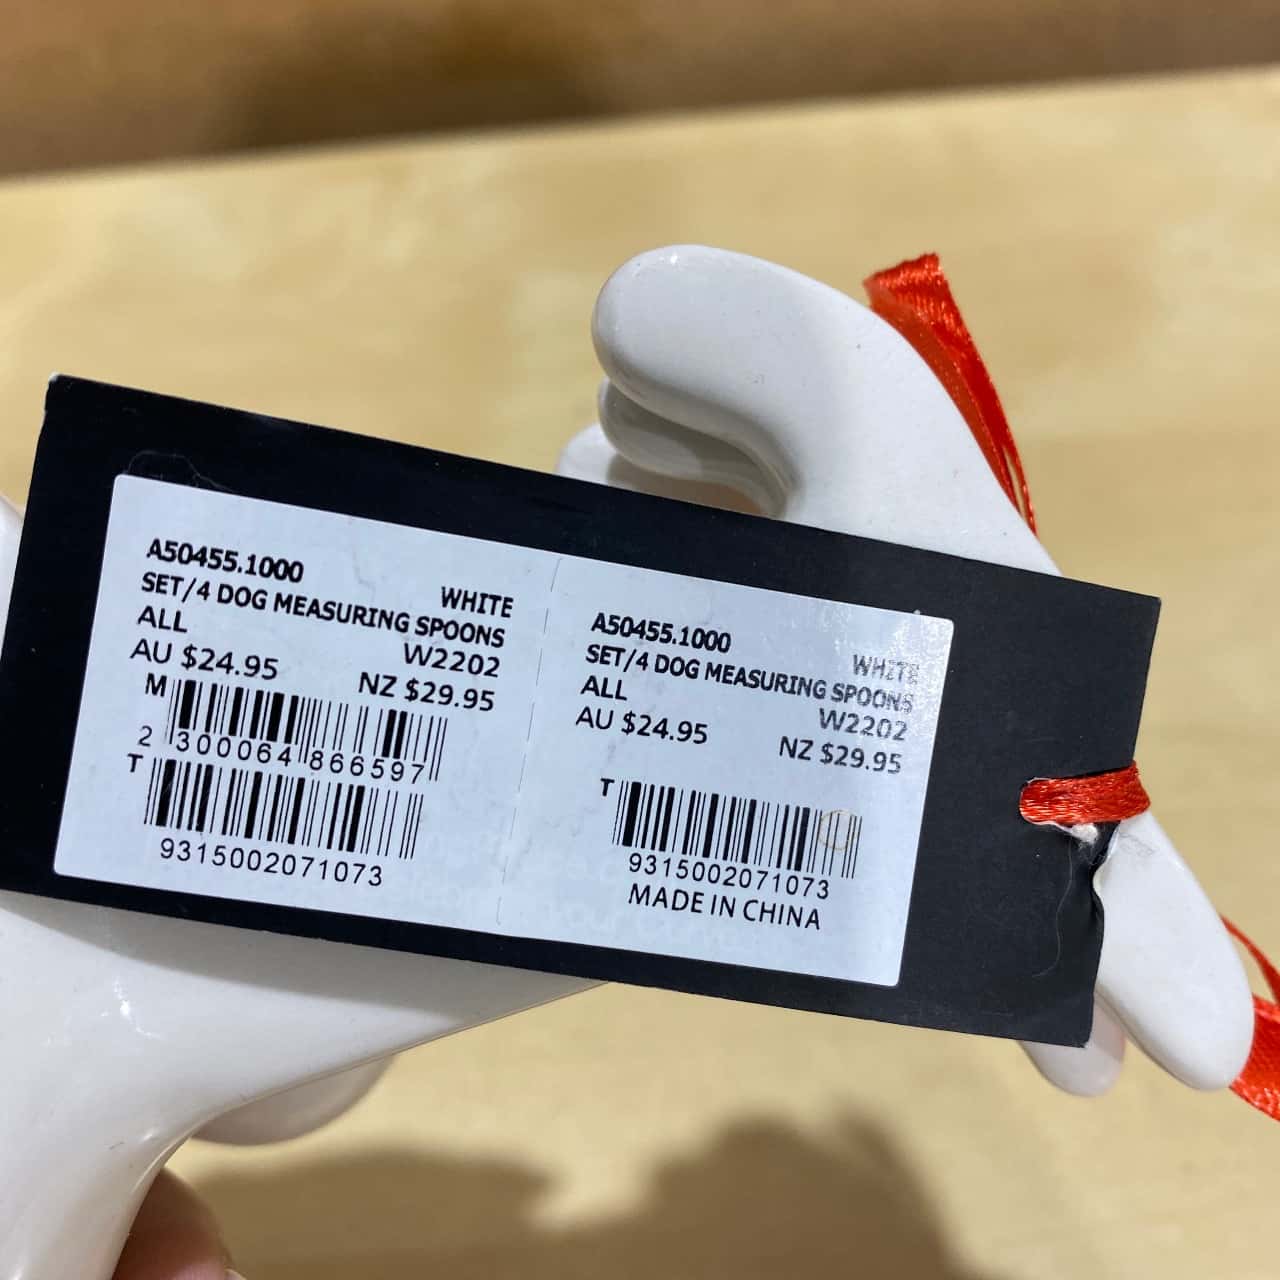 A50455.1000
WHITE
SET/4 DOG MEASURING SPOONS
ALL
W2202
AU $24.95
NZ $29.95
M
2 300064 866597
T
9315002071073
A50455.1000
WHITE
SET/4 DOG MEASURING SPOONS
ALL
W2202
AU $24.95
NZ $29.95
T
9315002071073
MADE IN CHINA